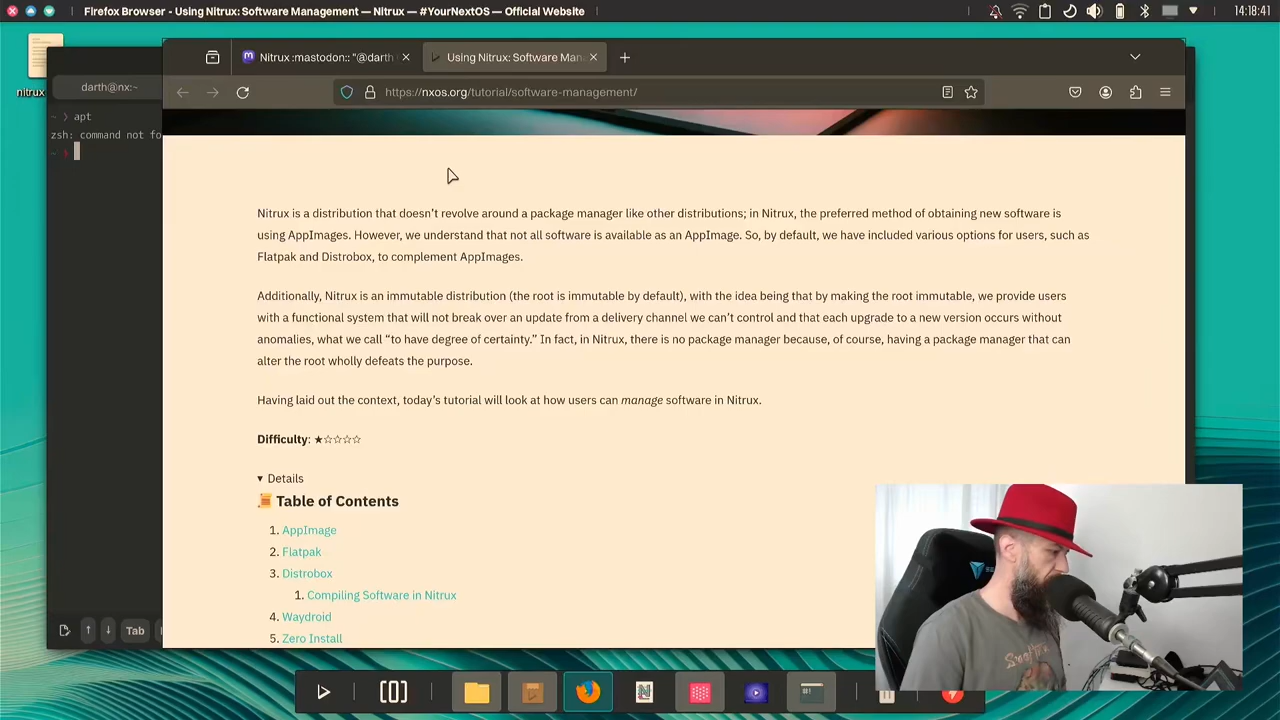 Firefox Browser - Using Nitrux: Software Management — Nitrux — #YourNextOS — Official Website
14:18:41
nitrux
darth@nx:~
Nitrux :mastodon:: "@darth
Using Nitrux: Software Man
https://nxos.org/tutorial/software-management/
~ ❯ apt
zsh: command not fo
~ ❯
Nitrux is a distribution that doesn’t revolve around a package manager like other distributions; in Nitrux, the preferred method of obtaining new software is
using AppImages. However, we understand that not all software is available as an AppImage. So, by default, we have included various options for users, such as
Flatpak and Distrobox, to complement AppImages.
Additionally, Nitrux is an immutable distribution (the root is immutable by default), with the idea being that by making the root immutable, we provide users
with a functional system that will not break over an update from a delivery channel we can’t control and that each upgrade to a new version occurs without
anomalies, what we call “to have degree of certainty.” In fact, in Nitrux, there is no package manager because, of course, having a package manager that can
alter the root wholly defeats the purpose.
Having laid out the context, today’s tutorial will look at how users can manage software in Nitrux.
Difficulty: ★☆☆☆☆
▾ Details
📜 Table of Contents
1. AppImage
2. Flatpak
3. Distrobox
1. Compiling Software in Nitrux
4. Waydroid
5. Zero Install
Tab